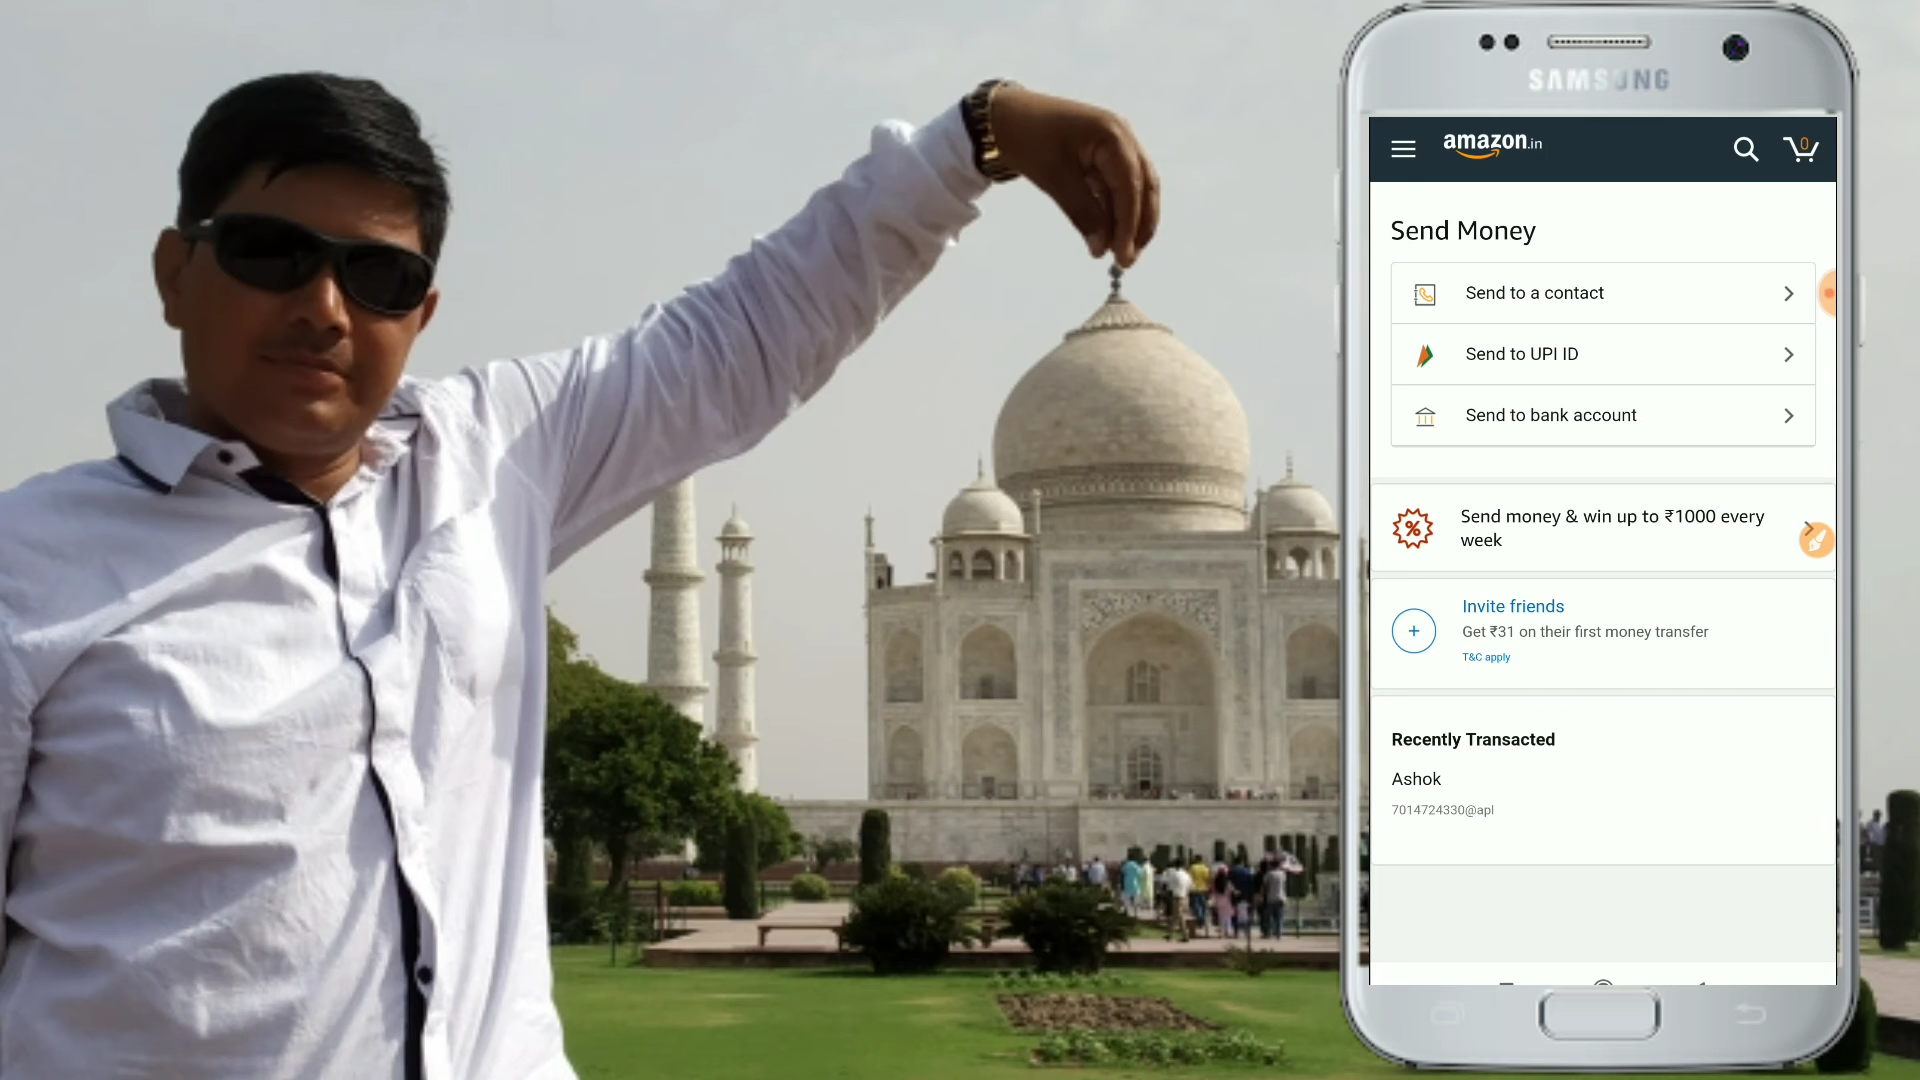 SAMSUNG
amazon.in
0
Send Money
Send to a contact
Send to UPI ID
Send to bank account
%
Send money & win up to ₹1000 every
week
Invite friends
Get ₹31 on their first money transfer
T&C apply
Recently Transacted
Ashok
7014724330@apl